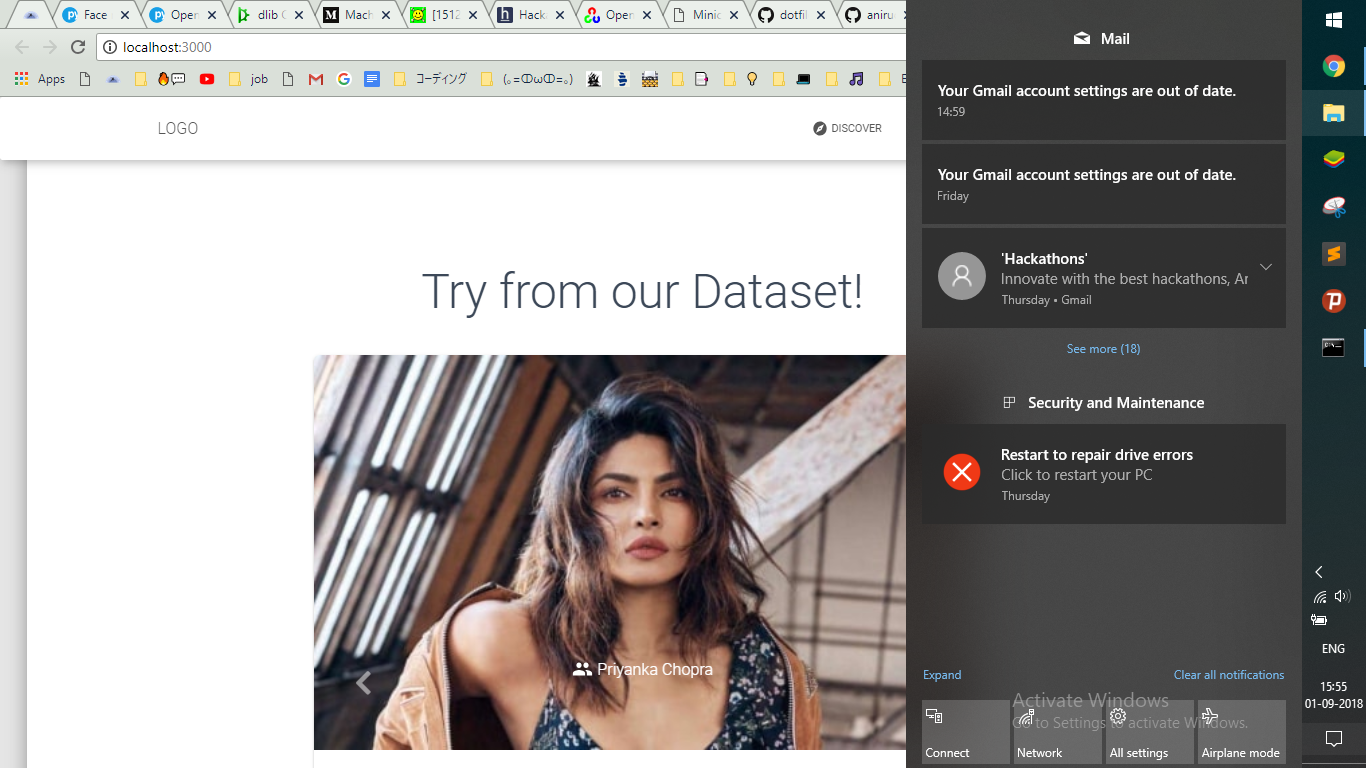 Face
Open
dlib
Mach
[1512
Hack
Open
Minic
dotfil
aniru
localhost:3000
Apps
job
コーディング
LOGO
DISCOVER
Try from our Dataset!
Priyanka Chopra
Mail
Your Gmail account settings are out of date.
14:59
Your Gmail account settings are out of date.
Friday
'Hackathons'
Innovate with the best hackathons, Ar
Thursday • Gmail
See more (18)
Security and Maintenance
Restart to repair drive errors
Click to restart your PC
Thursday
Expand
Clear all notifications
Activate Windows
Go to Settings to activate Windows.
Connect
Network
All settings
Airplane mode
ENG
15:55
01-09-2018